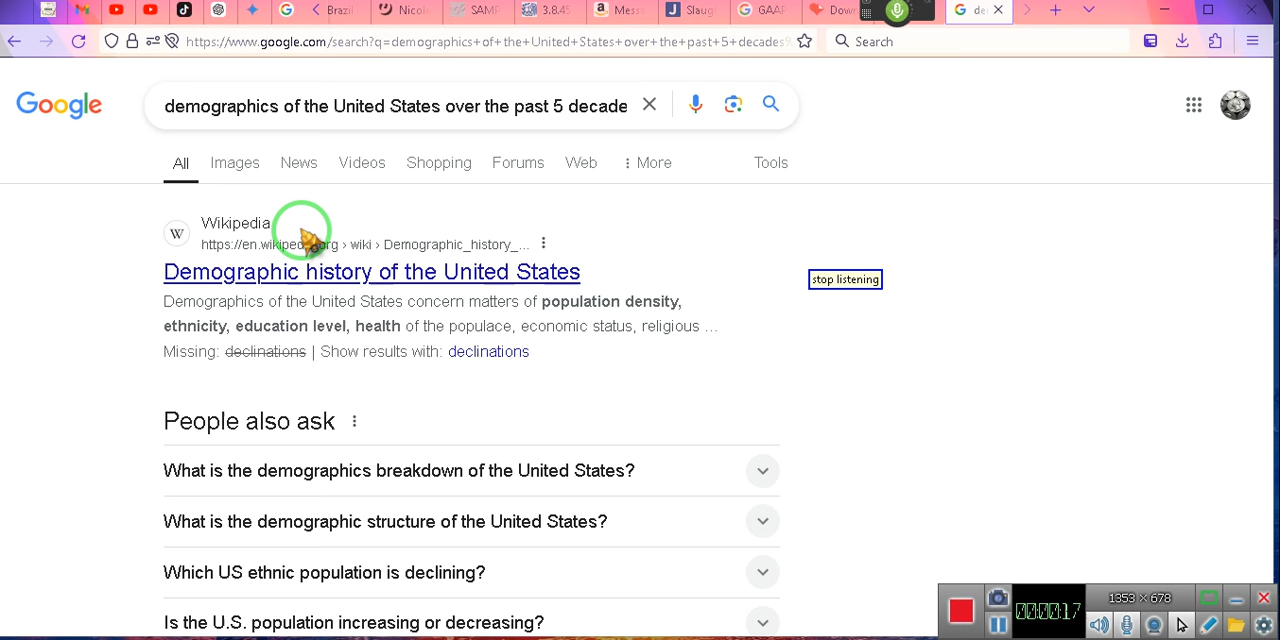 Brazi
Nicol
SAMP
3.8.45
Mess
Slaug
GAAP
Dow
de
https://www.google.com/search?q=demographics+of+the+United+States+over+the+past+5+decades%
Search
Google
demographics of the United States over the past 5 decade
All Images News Videos Shopping Forums Web More Tools
Wikipedia
https://en.wikipedia.org › wiki › Demographic_history_...
Demographic history of the United States
stop listening
Demographics of the United States concern matters of population density,
ethnicity, education level, health of the populace, economic status, religious ...
Missing: declinations | Show results with: declinations
People also ask
What is the demographics breakdown of the United States?
What is the demographic structure of the United States?
Which US ethnic population is declining?
Is the U.S. population increasing or decreasing?
1353 × 678
00:00:17